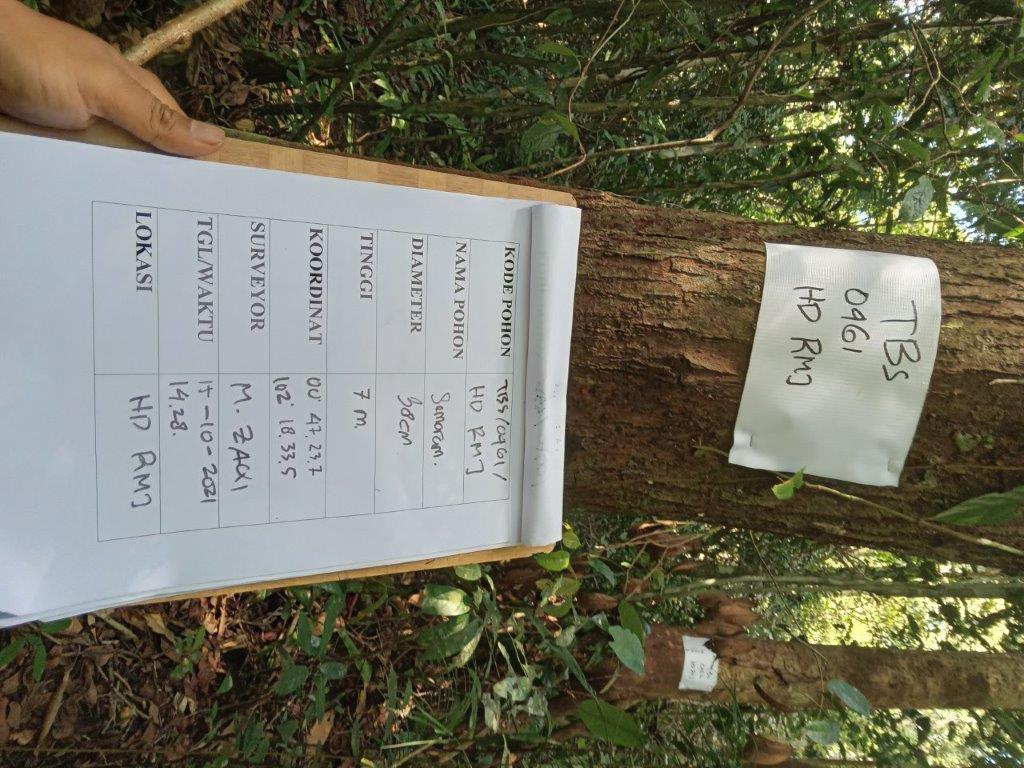 KODE POHON TBS/0961/
HD RMJ
NAMA POHON Samaram.
DIAMETER 38cm
TINGGI 7 m
KOORDINAT 00' 47.23,7
102' 18.33,5
SURVEYOR M. ZAKI
TGL/WAKTU 17-10-2021
14.28.
LOKASI HD RMJ
TBS
0961
HD RMJ